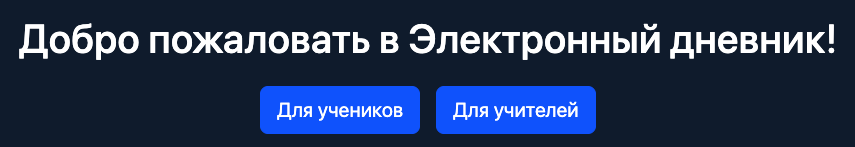 Добро пожаловать в Электронный дневник!
Для учеников Для учителей